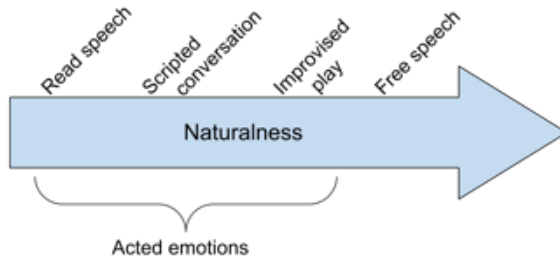 Read speech
Scripted
conversation
Improvised
play
Free speech
Naturalness
Acted emotions